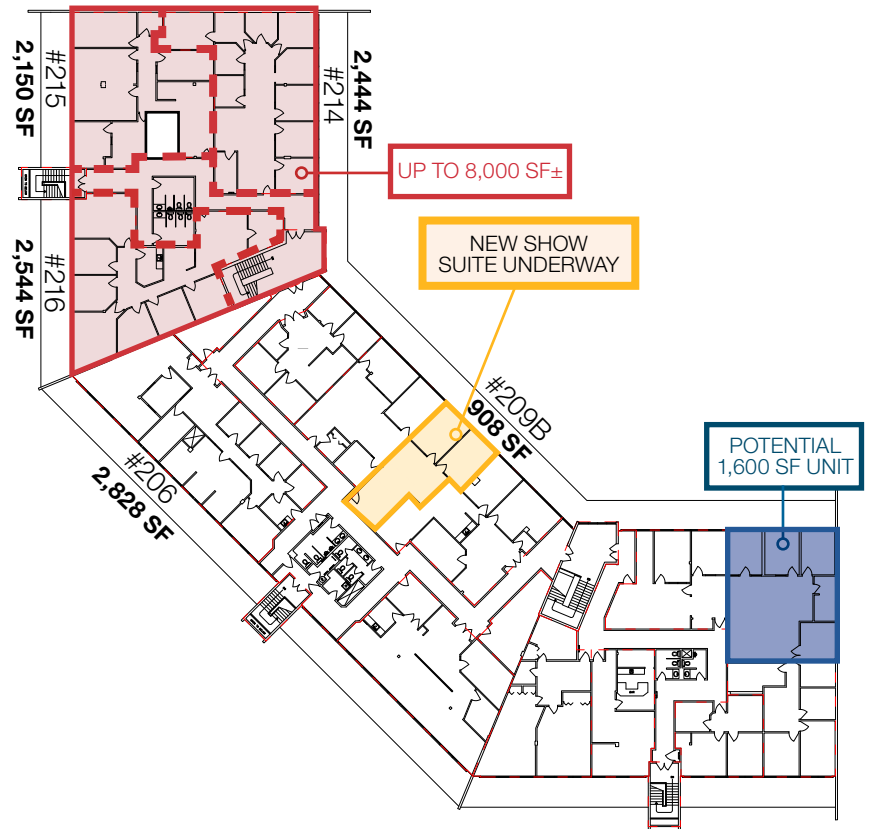 #215
2,150 SF
#214
2,444 SF
UP TO 8,000 SF±
NEW SHOW
SUITE UNDERWAY
#216
2,544 SF
#209B
908 SF
POTENTIAL
1,600 SF UNIT
#206
2,828 SF